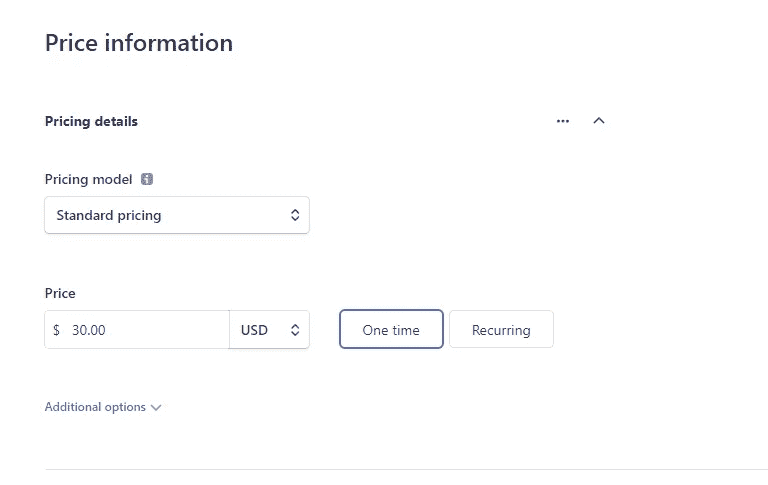 Price information
Pricing details
Pricing model
Standard pricing
Price
$ 30.00 USD One time Recurring
Additional options